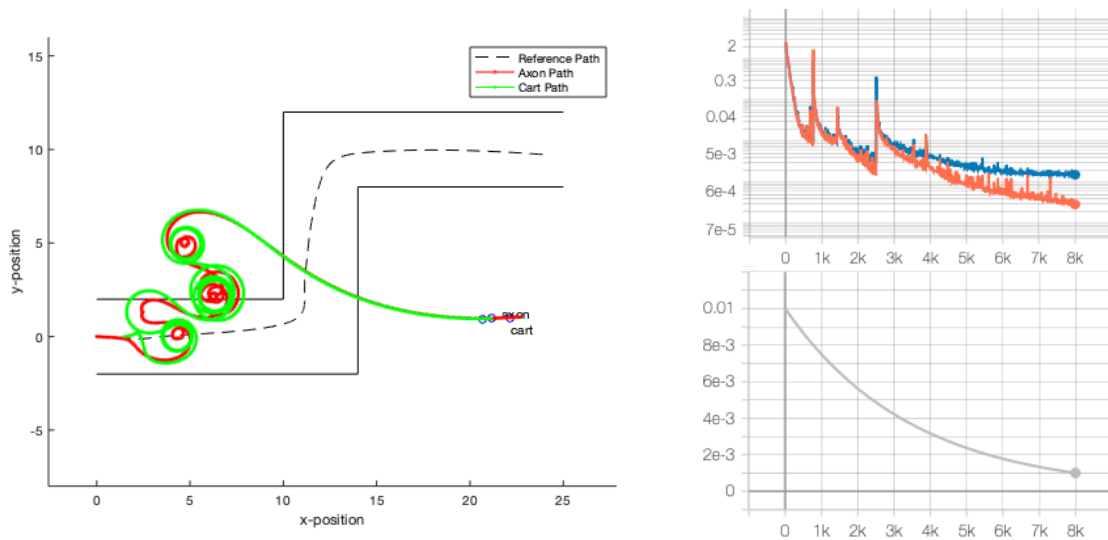 15
10
5
0
-5
y-position
0
5
10
15
20
25
x-position
Reference Path
Axon Path
Cart Path
axon
cart
2
0.3
0.04
5e-3
6e-4
7e-5
0 1k 2k 3k 4k 5k 6k 7k 8k
0.01
8e-3
6e-3
4e-3
2e-3
0
0 1k 2k 3k 4k 5k 6k 7k 8k